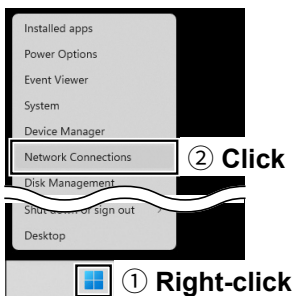 Installed apps
Power Options
Event Viewer
System
Device Manager
Network Connections
② Click
Disk Management
Shut down or sign out
Desktop
① Right-click